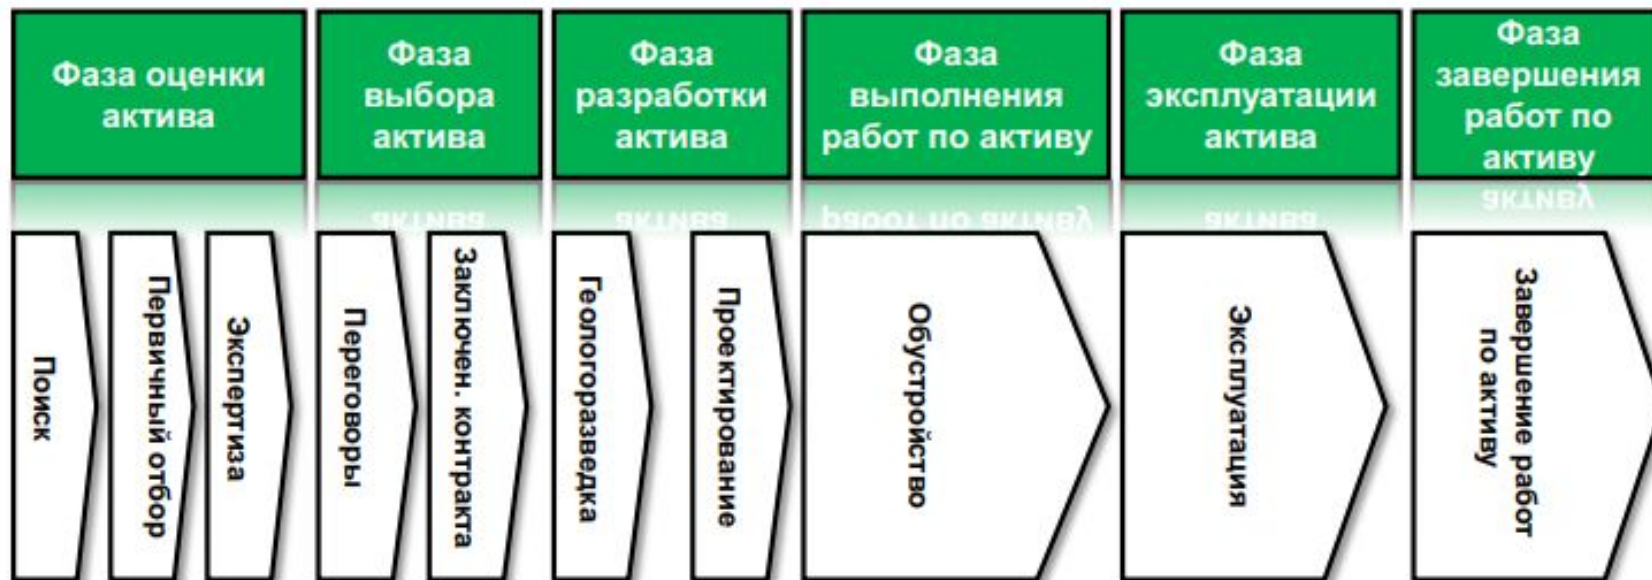 Фаза оценки
актива
Фаза
выбора
актива
Фаза
разработки
актива
Фаза
выполнения
работ по активу
Фаза
эксплуатации
актива
Фаза
завершения
работ по
активу
Поиск
Первичный отбор
Экспертиза
Переговоры
Заключен. контракта
Геологоразведка
Проектирование
Обустройство
Эксплуатация
Завершение работ
по активу